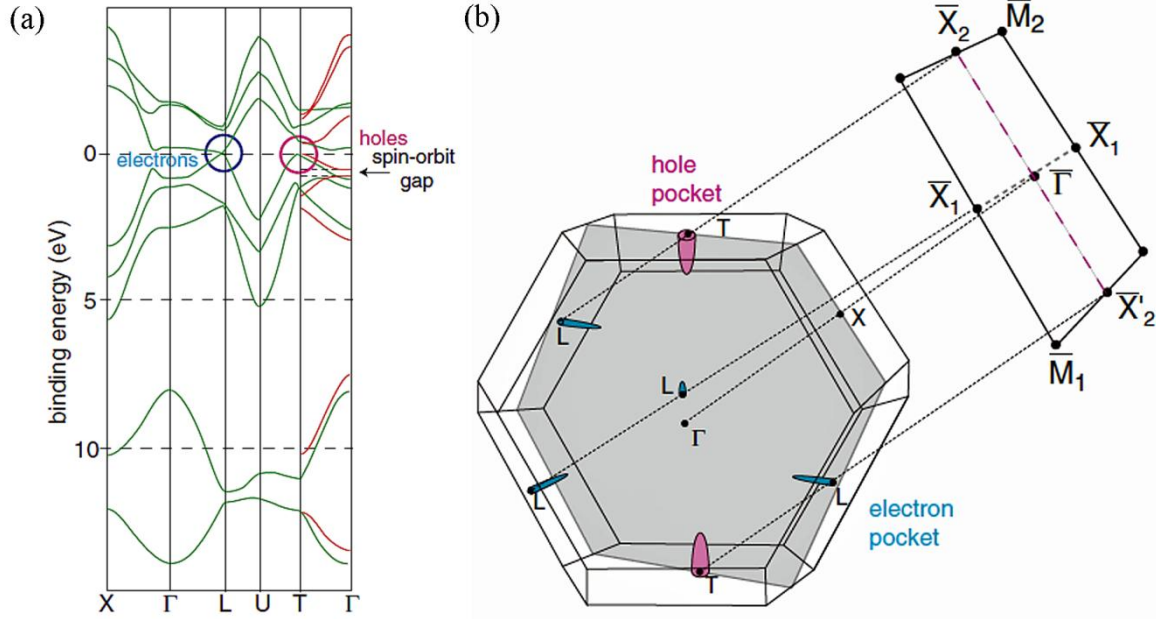 (a)
binding energy (eV)
0
5
10
electrons
holes
spin-orbit
gap
X Γ L U T Γ
(b)
X̅₂
M̅₂
X̅₁
Γ̅
X̅₁
X̅'₂
M̅₁
hole
pocket
T
L
X
L
Γ
L
L
electron
pocket
T